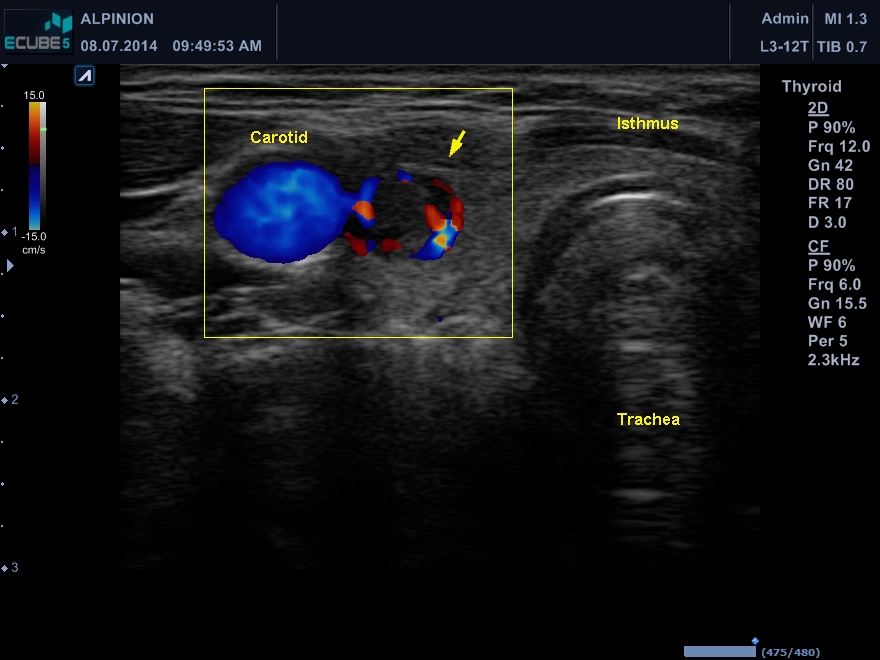 ECUBE5
ALPINION
08.07.2014 09:49:53 AM
Admin MI 1.3
L3-12T TIB 0.7
15.0
-15.0
cm/s
Carotid
Isthmus
Trachea
1
2
3
Thyroid
2D
P 90%
Frq 12.0
Gn 42
DR 80
FR 17
D 3.0
CF
P 90%
Frq 6.0
Gn 15.5
WF 6
Per 5
2.3kHz
(475/480)